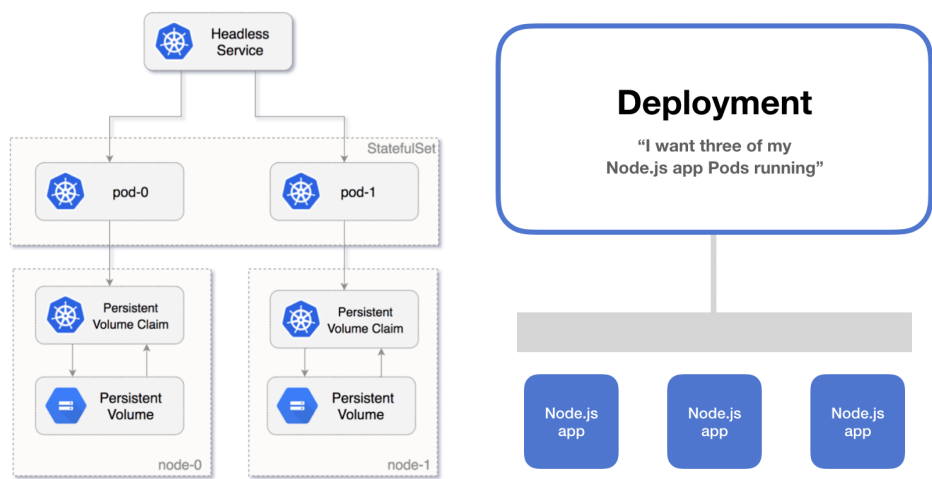 Headless
Service
StatefulSet
pod-0
pod-1
Persistent
Volume Claim
Persistent
Volume
node-0
Persistent
Volume Claim
Persistent
Volume
node-1
Deployment
“I want three of my
Node.js app Pods running”
Node.js
app
Node.js
app
Node.js
app